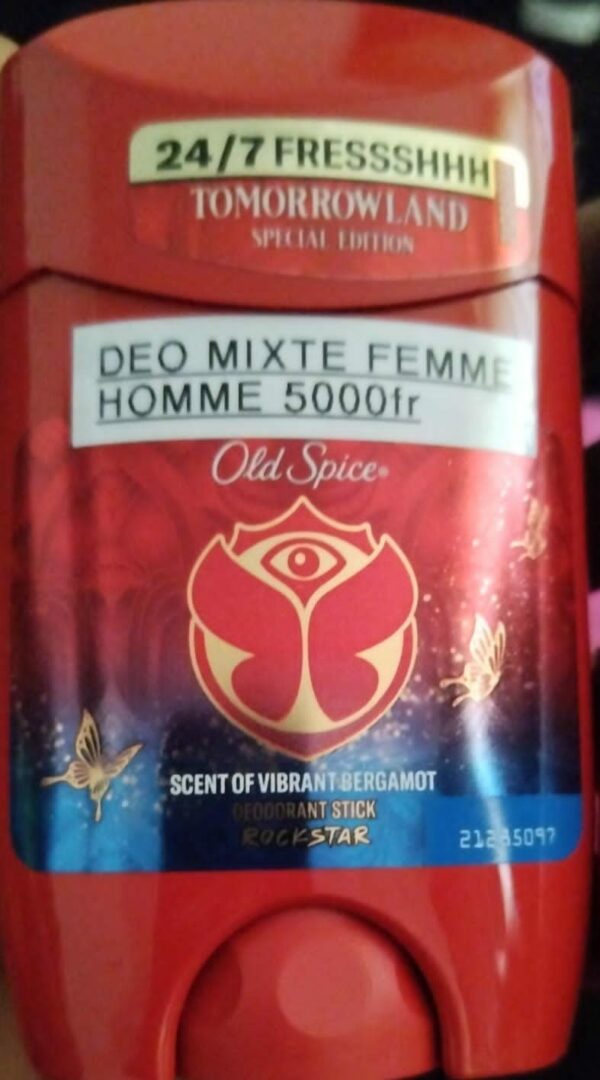 24/7 FRESSSHHH
TOMORROWLAND
SPECIAL EDITION
DEO MIXTE FEMME
HOMME 5000fr
Old Spice
SCENT OF VIBRANT BERGAMOT
DEODORANT STICK
ROCKSTAR